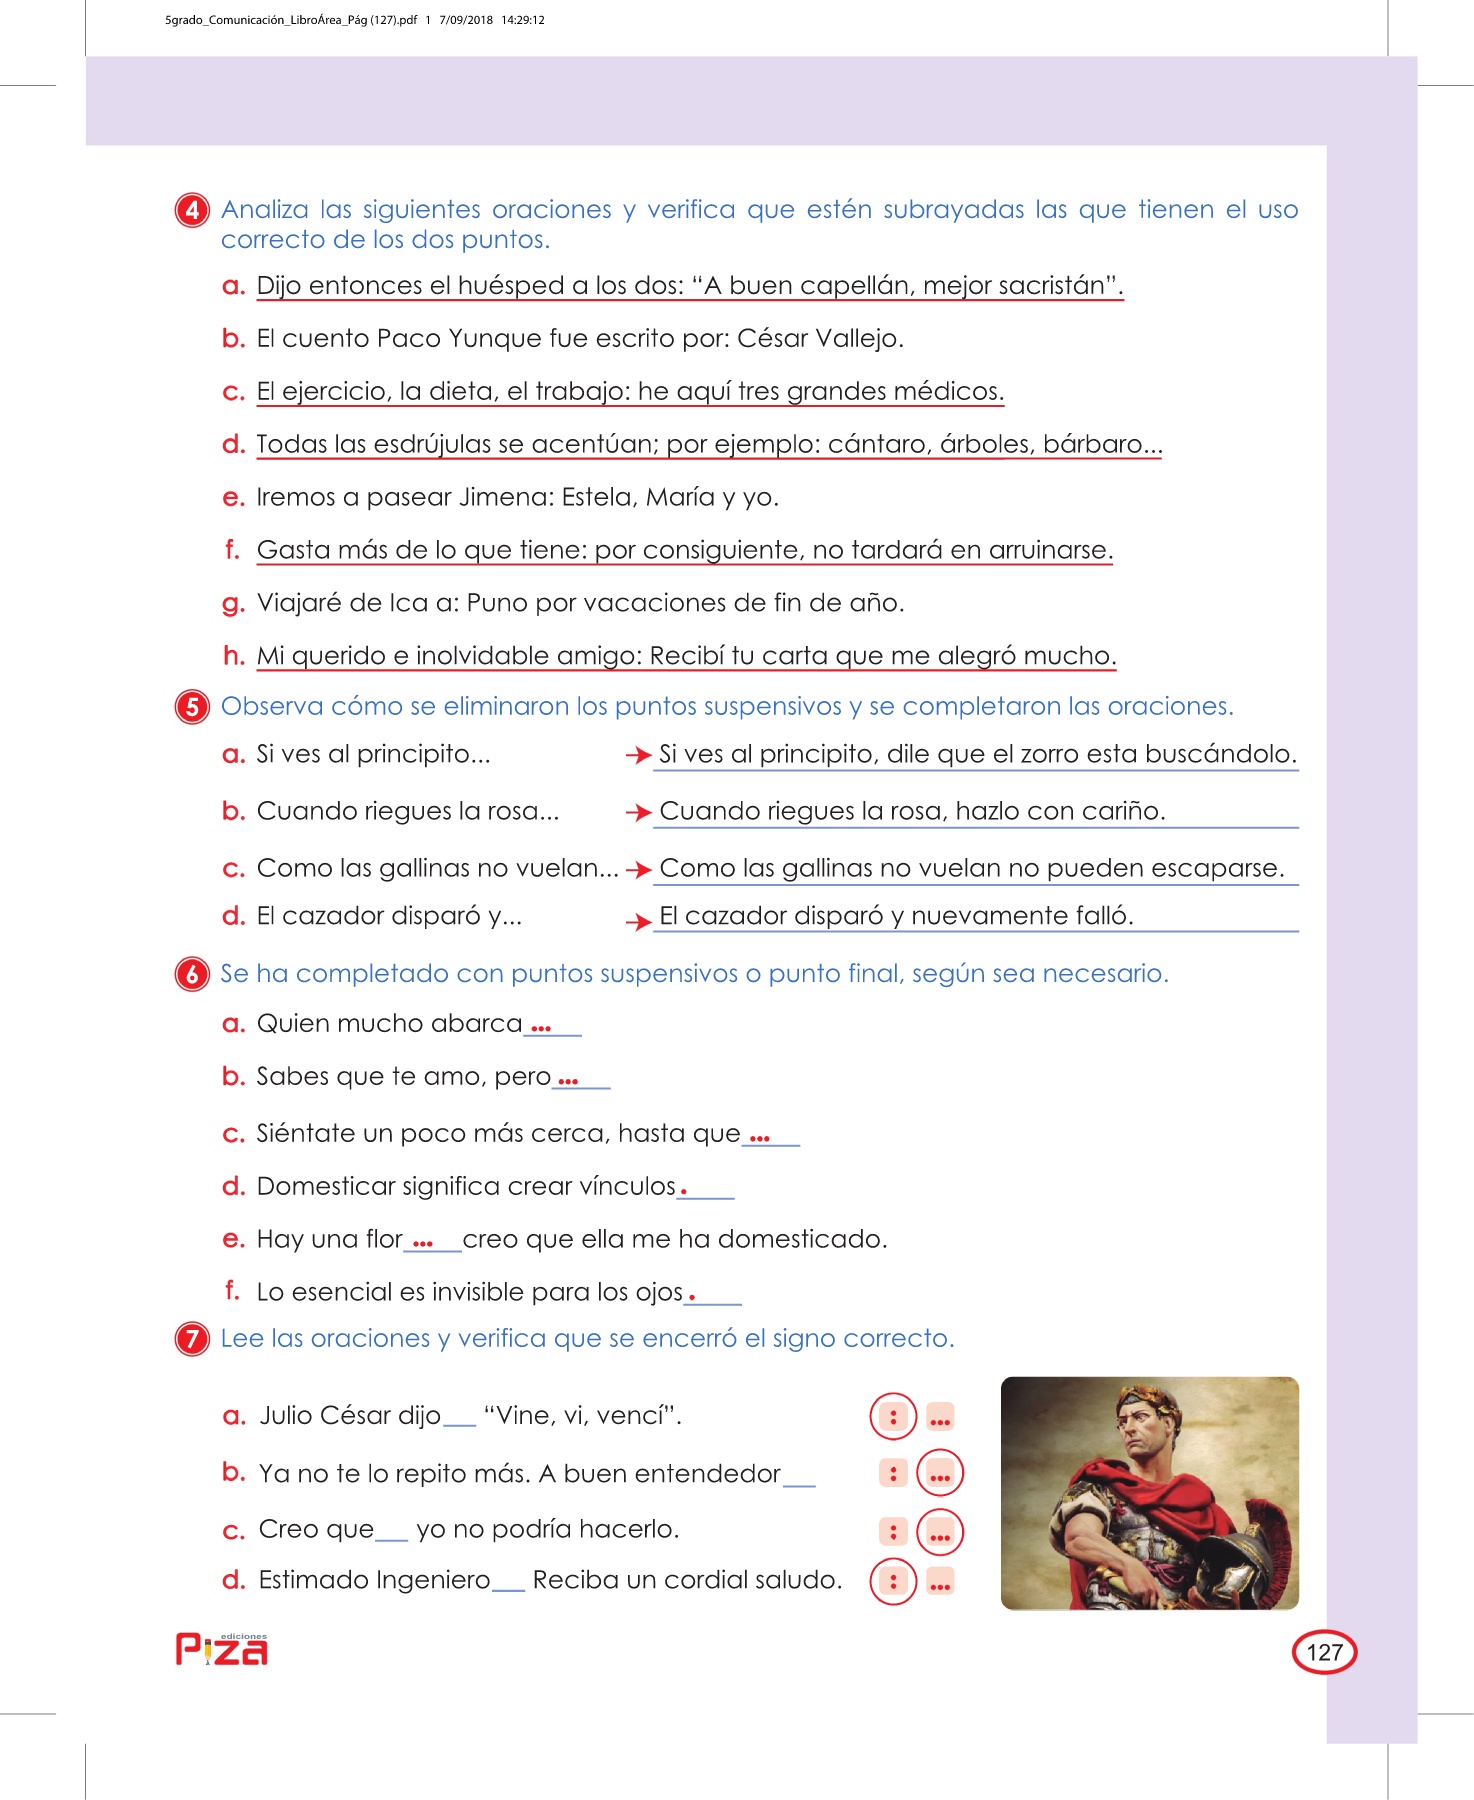 5grado_Comunicación_LibroÁrea_Pág (127).pdf 1 7/09/2018 14:29:12
4 Analiza las siguientes oraciones y verifica que estén subrayadas las que tienen el uso
correcto de los dos puntos.
a. Dijo entonces el huésped a los dos: “A buen capellán, mejor sacristán”.
b. El cuento Paco Yunque fue escrito por: César Vallejo.
c. El ejercicio, la dieta, el trabajo: he aquí tres grandes médicos.
d. Todas las esdrújulas se acentúan; por ejemplo: cántaro, árboles, bárbaro...
e. Iremos a pasear Jimena: Estela, María y yo.
f. Gasta más de lo que tiene: por consiguiente, no tardará en arruinarse.
g. Viajaré de Ica a: Puno por vacaciones de fin de año.
h. Mi querido e inolvidable amigo: Recibí tu carta que me alegró mucho.
5 Observa cómo se eliminaron los puntos suspensivos y se completaron las oraciones.
a. Si ves al principito... Si ves al principito, dile que el zorro esta buscándolo.
b. Cuando riegues la rosa... Cuando riegues la rosa, hazlo con cariño.
c. Como las gallinas no vuelan... Como las gallinas no vuelan no pueden escaparse.
d. El cazador disparó y... El cazador disparó y nuevamente falló.
6 Se ha completado con puntos suspensivos o punto final, según sea necesario.
a. Quien mucho abarca ...
b. Sabes que te amo, pero ...
c. Siéntate un poco más cerca, hasta que ...
d. Domesticar significa crear vínculos .
e. Hay una flor ... creo que ella me ha domesticado.
f. Lo esencial es invisible para los ojos .
7 Lee las oraciones y verifica que se encerró el signo correcto.
a. Julio César dijo___ “Vine, vi, vencí”. : ...
b. Ya no te lo repito más. A buen entendedor___ : ...
c. Creo que___ yo no podría hacerlo. : ...
d. Estimado Ingeniero___ Reciba un cordial saludo. : ...
ediciones
Piza
127